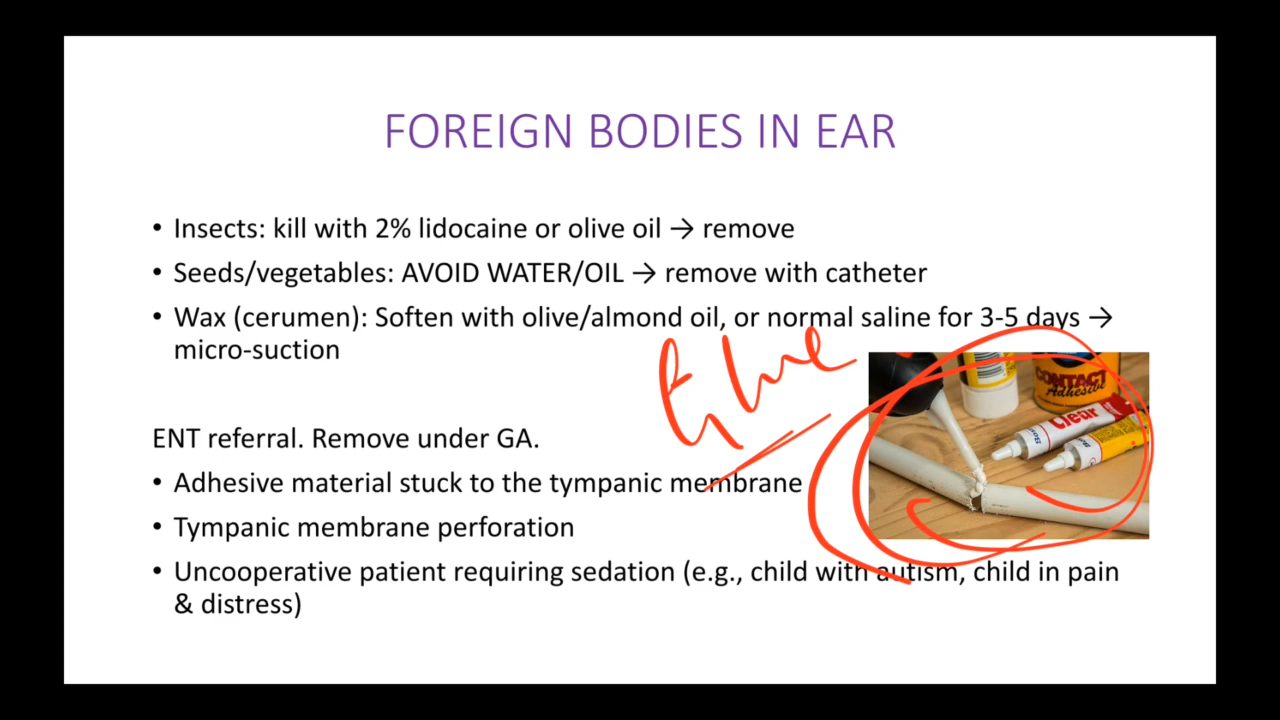 FOREIGN BODIES IN EAR
• Insects: kill with 2% lidocaine or olive oil → remove
• Seeds/vegetables: AVOID WATER/OIL → remove with catheter
• Wax (cerumen): Soften with olive/almond oil, or normal saline for 3-5 days →
micro-suction
Glue
CONTACT
Adhesive
Clear
ENT referral. Remove under GA.
• Adhesive material stuck to the tympanic membrane
• Tympanic membrane perforation
• Uncooperative patient requiring sedation (e.g., child with autism, child in pain
& distress)